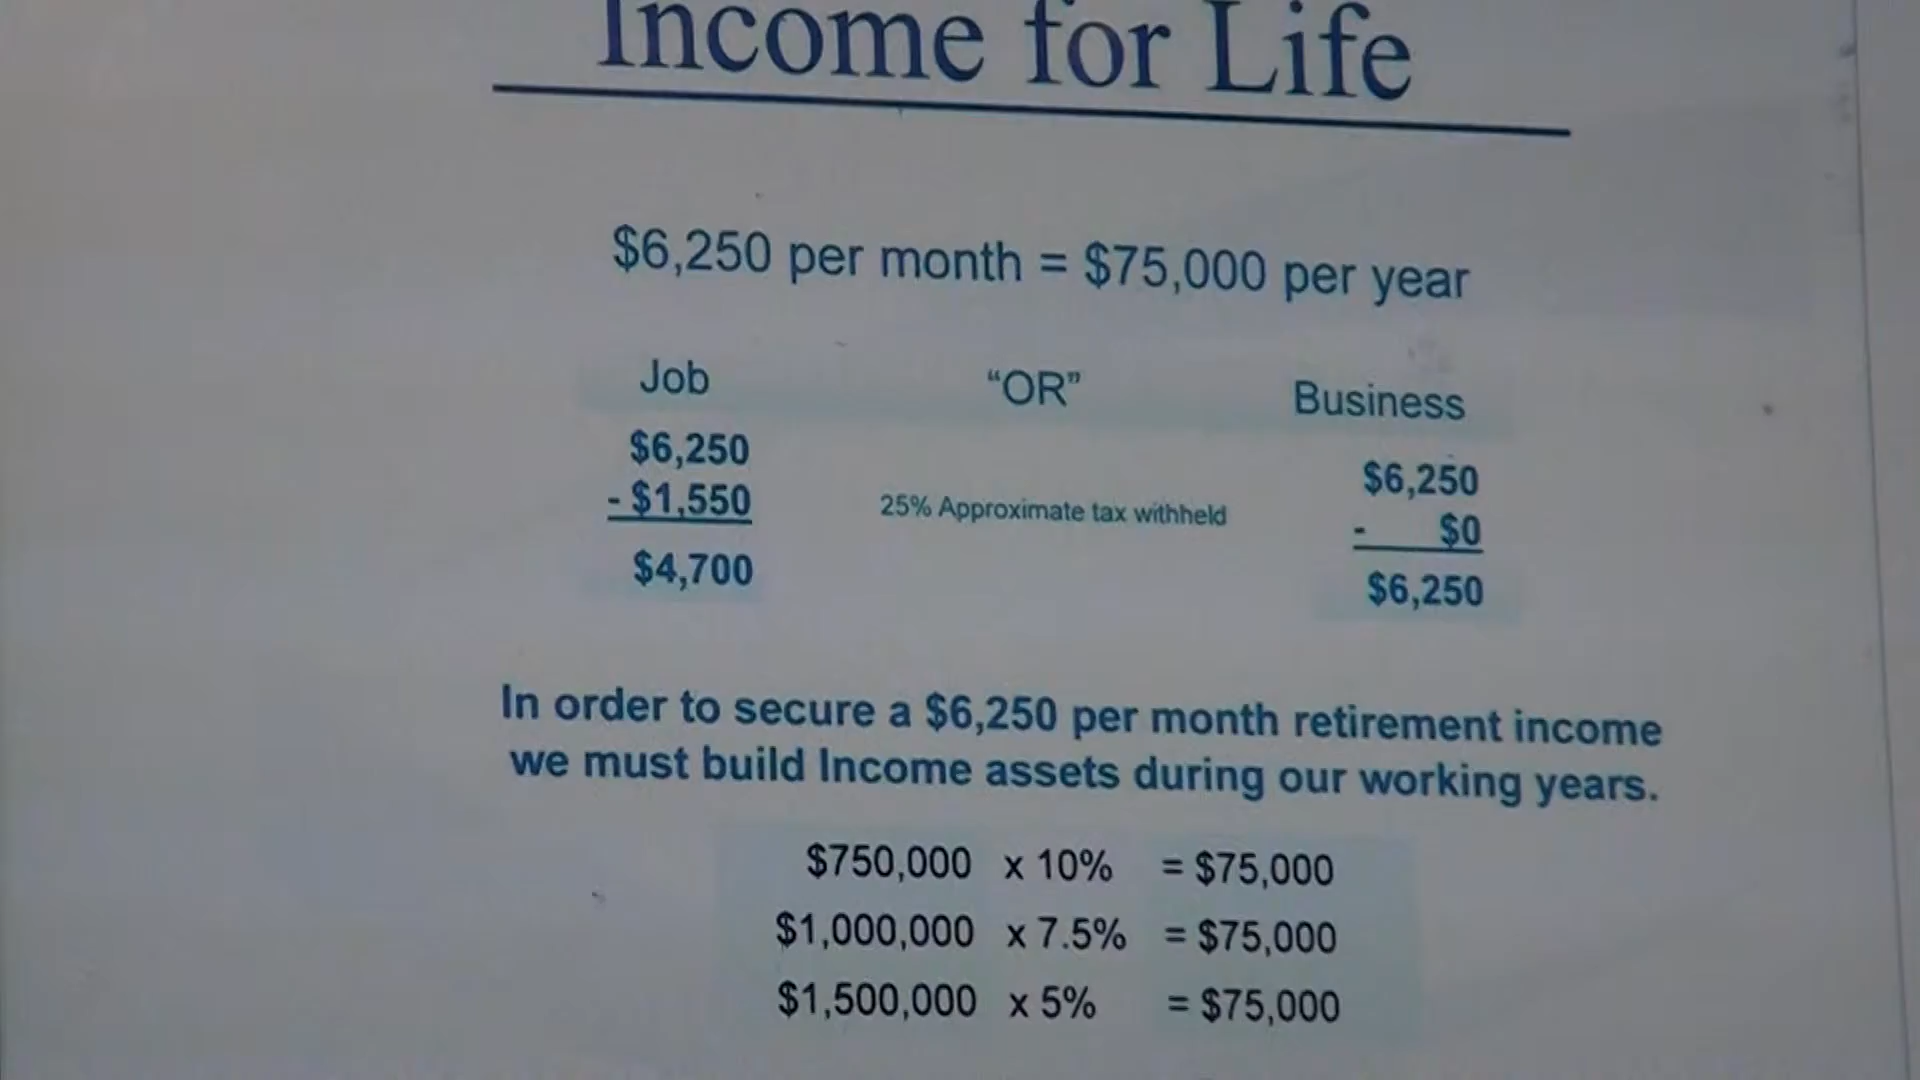 Income for Life
$6,250 per month = $75,000 per year
Job "OR" Business
$6,250 $6,250
- $1,550 25% Approximate tax withheld - $0
$4,700 $6,250
In order to secure a $6,250 per month retirement income
we must build Income assets during our working years.
$750,000 x 10% = $75,000
$1,000,000 x 7.5% = $75,000
$1,500,000 x 5% = $75,000